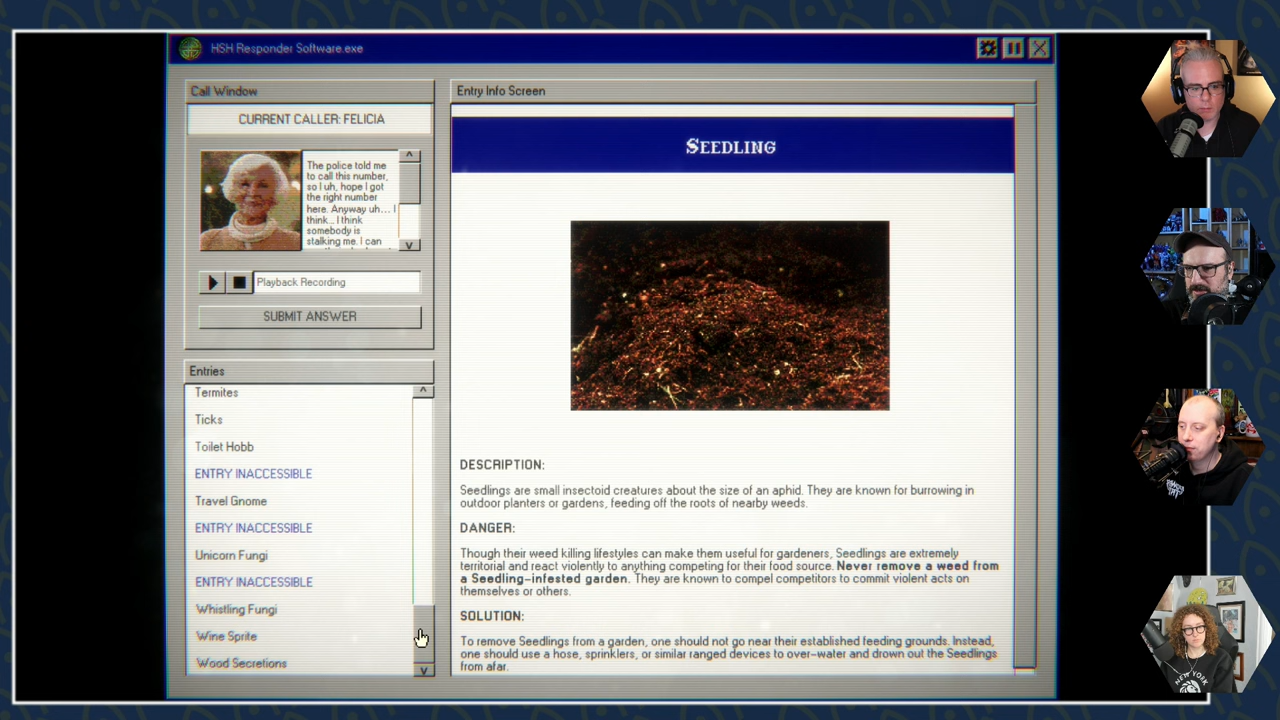 HSH Responder Software.exe
Call Window
CURRENT CALLER: FELICIA
The police told me
to call this number,
so I uh, hope I got
the right number
here. Anyway uh... I
think... I think
somebody is
stalking me. I can
Playback Recording
SUBMIT ANSWER
Entries
Termites
Ticks
Toilet Hobb
ENTRY INACCESSIBLE
Travel Gnome
ENTRY INACCESSIBLE
Unicorn Fungi
ENTRY INACCESSIBLE
Whistling Fungi
Wine Sprite
Wood Secretions
Entry Info Screen
SEEDLING
DESCRIPTION:
Seedlings are small insectoid creatures about the size of an aphid. They are known for burrowing in
outdoor planters or gardens, feeding off the roots of nearby weeds.
DANGER:
Though their weed killing lifestyles can make them useful for gardeners, Seedlings are extremely
territorial and react violently to anything competing for their food source. Never remove a weed from
a Seedling-infested garden. They are known to compel competitors to commit violent acts on
themselves or others.
SOLUTION:
To remove Seedlings from a garden, one should not go near their established feeding grounds. Instead,
one should use a hose, sprinklers, or similar ranged devices to over-water and drown out the Seedlings
from afar.
NEW YORK